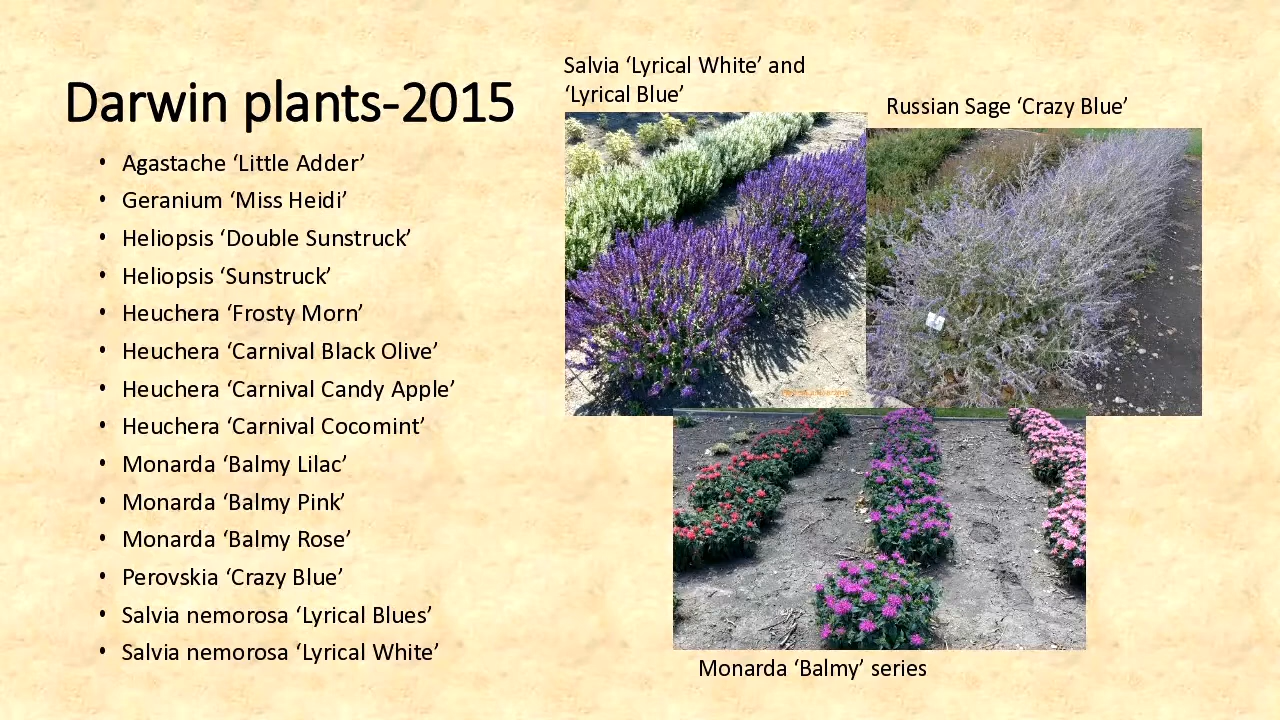 Darwin plants-2015
• Agastache ‘Little Adder’
• Geranium ‘Miss Heidi’
• Heliopsis ‘Double Sunstruck’
• Heliopsis ‘Sunstruck’
• Heuchera ‘Frosty Morn’
• Heuchera ‘Carnival Black Olive’
• Heuchera ‘Carnival Candy Apple’
• Heuchera ‘Carnival Cocomint’
• Monarda ‘Balmy Lilac’
• Monarda ‘Balmy Pink’
• Monarda ‘Balmy Rose’
• Perovskia ‘Crazy Blue’
• Salvia nemorosa ‘Lyrical Blues’
• Salvia nemorosa ‘Lyrical White’
Salvia ‘Lyrical White’ and
‘Lyrical Blue’
Russian Sage ‘Crazy Blue’
Monarda ‘Balmy’ series